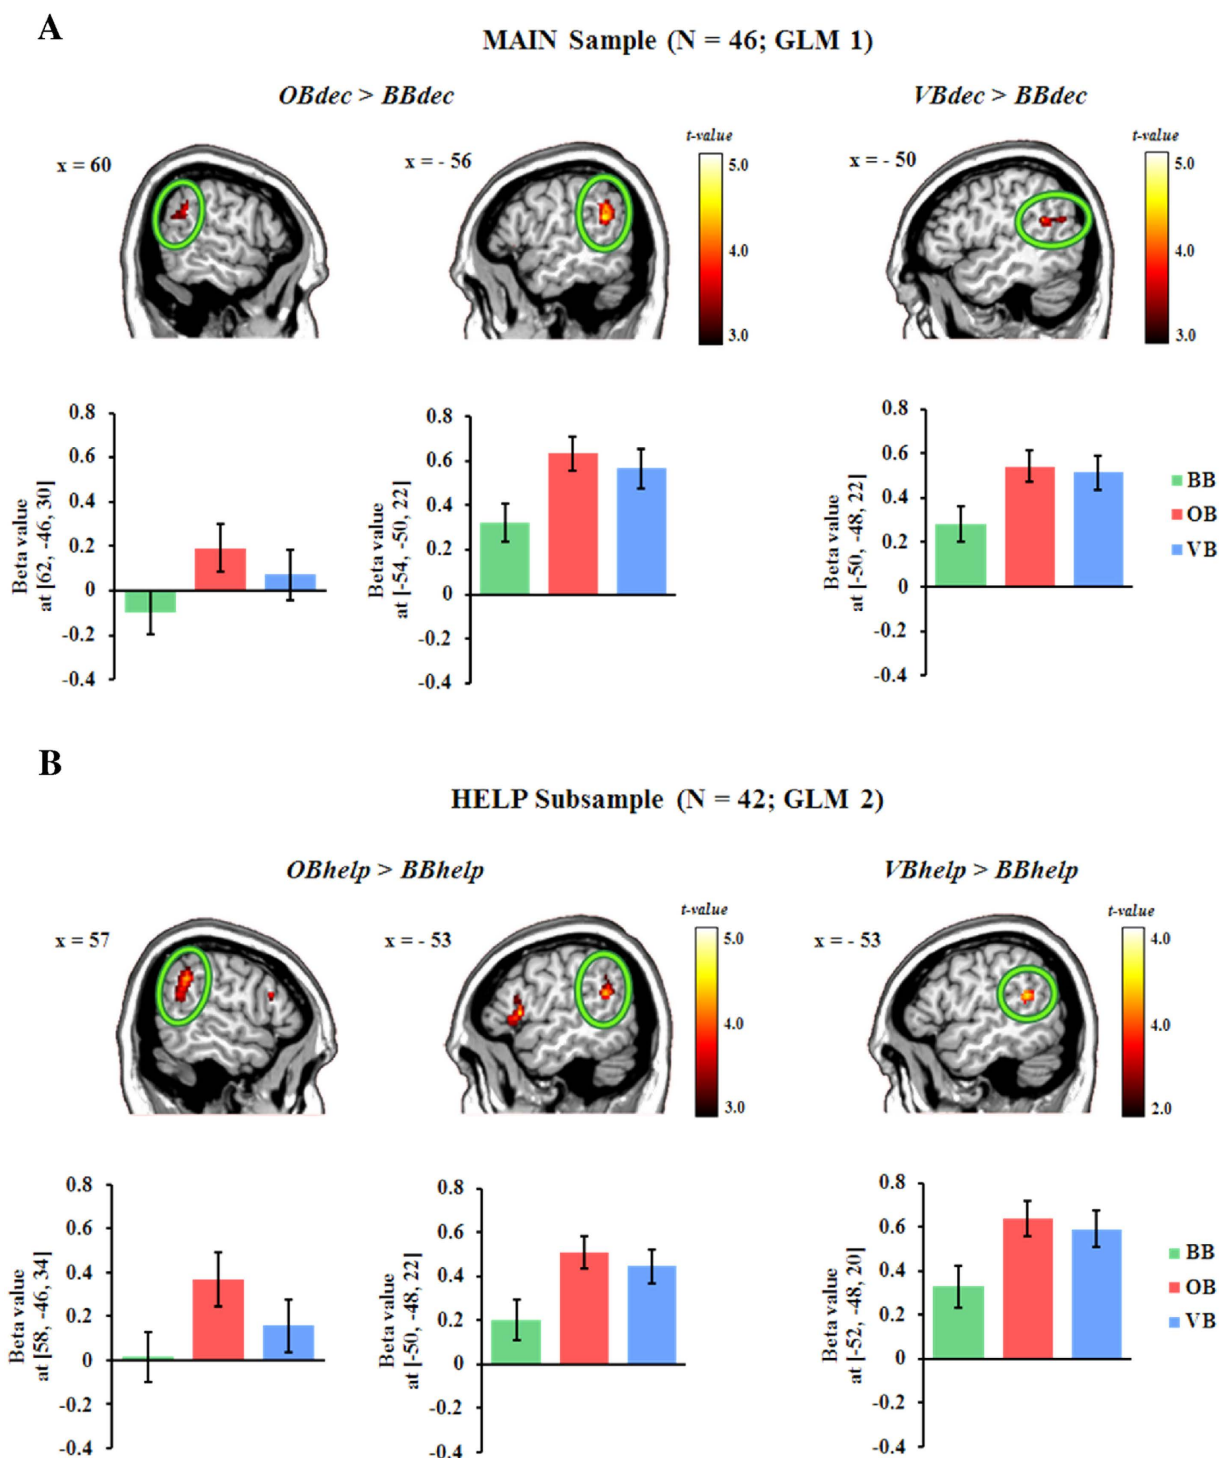 A
MAIN Sample (N = 46; GLM 1)
OBdec > BBdec
VBdec > BBdec
x = 60
x = - 56
t-value
5.0
4.0
3.0
x = - 50
t-value
5.0
4.0
3.0
Beta value
at [62, -46, 30]
0.8
0.6
0.4
0.2
0
-0.2
-0.4
Beta value
at [-54, -50, 22]
0.8
0.6
0.4
0.2
0
-0.2
-0.4
Beta value
at [-50, -48, 22]
0.8
0.6
0.4
0.2
0
-0.2
-0.4
BB
OB
VB
B
HELP Subsample (N = 42; GLM 2)
OBhelp > BBhelp
VBhelp > BBhelp
x = 57
x = - 53
t-value
5.0
4.0
3.0
x = - 53
t-value
4.0
4.0
2.0
Beta value
at [58, -46, 34]
0.8
0.6
0.4
0.2
0
-0.2
-0.4
Beta value
at [-50, -48, 22]
0.8
0.6
0.4
0.2
0
-0.2
-0.4
Beta value
at [-52, -48, 20]
0.8
0.6
0.4
0.2
0
-0.2
-0.4
BB
OB
VB